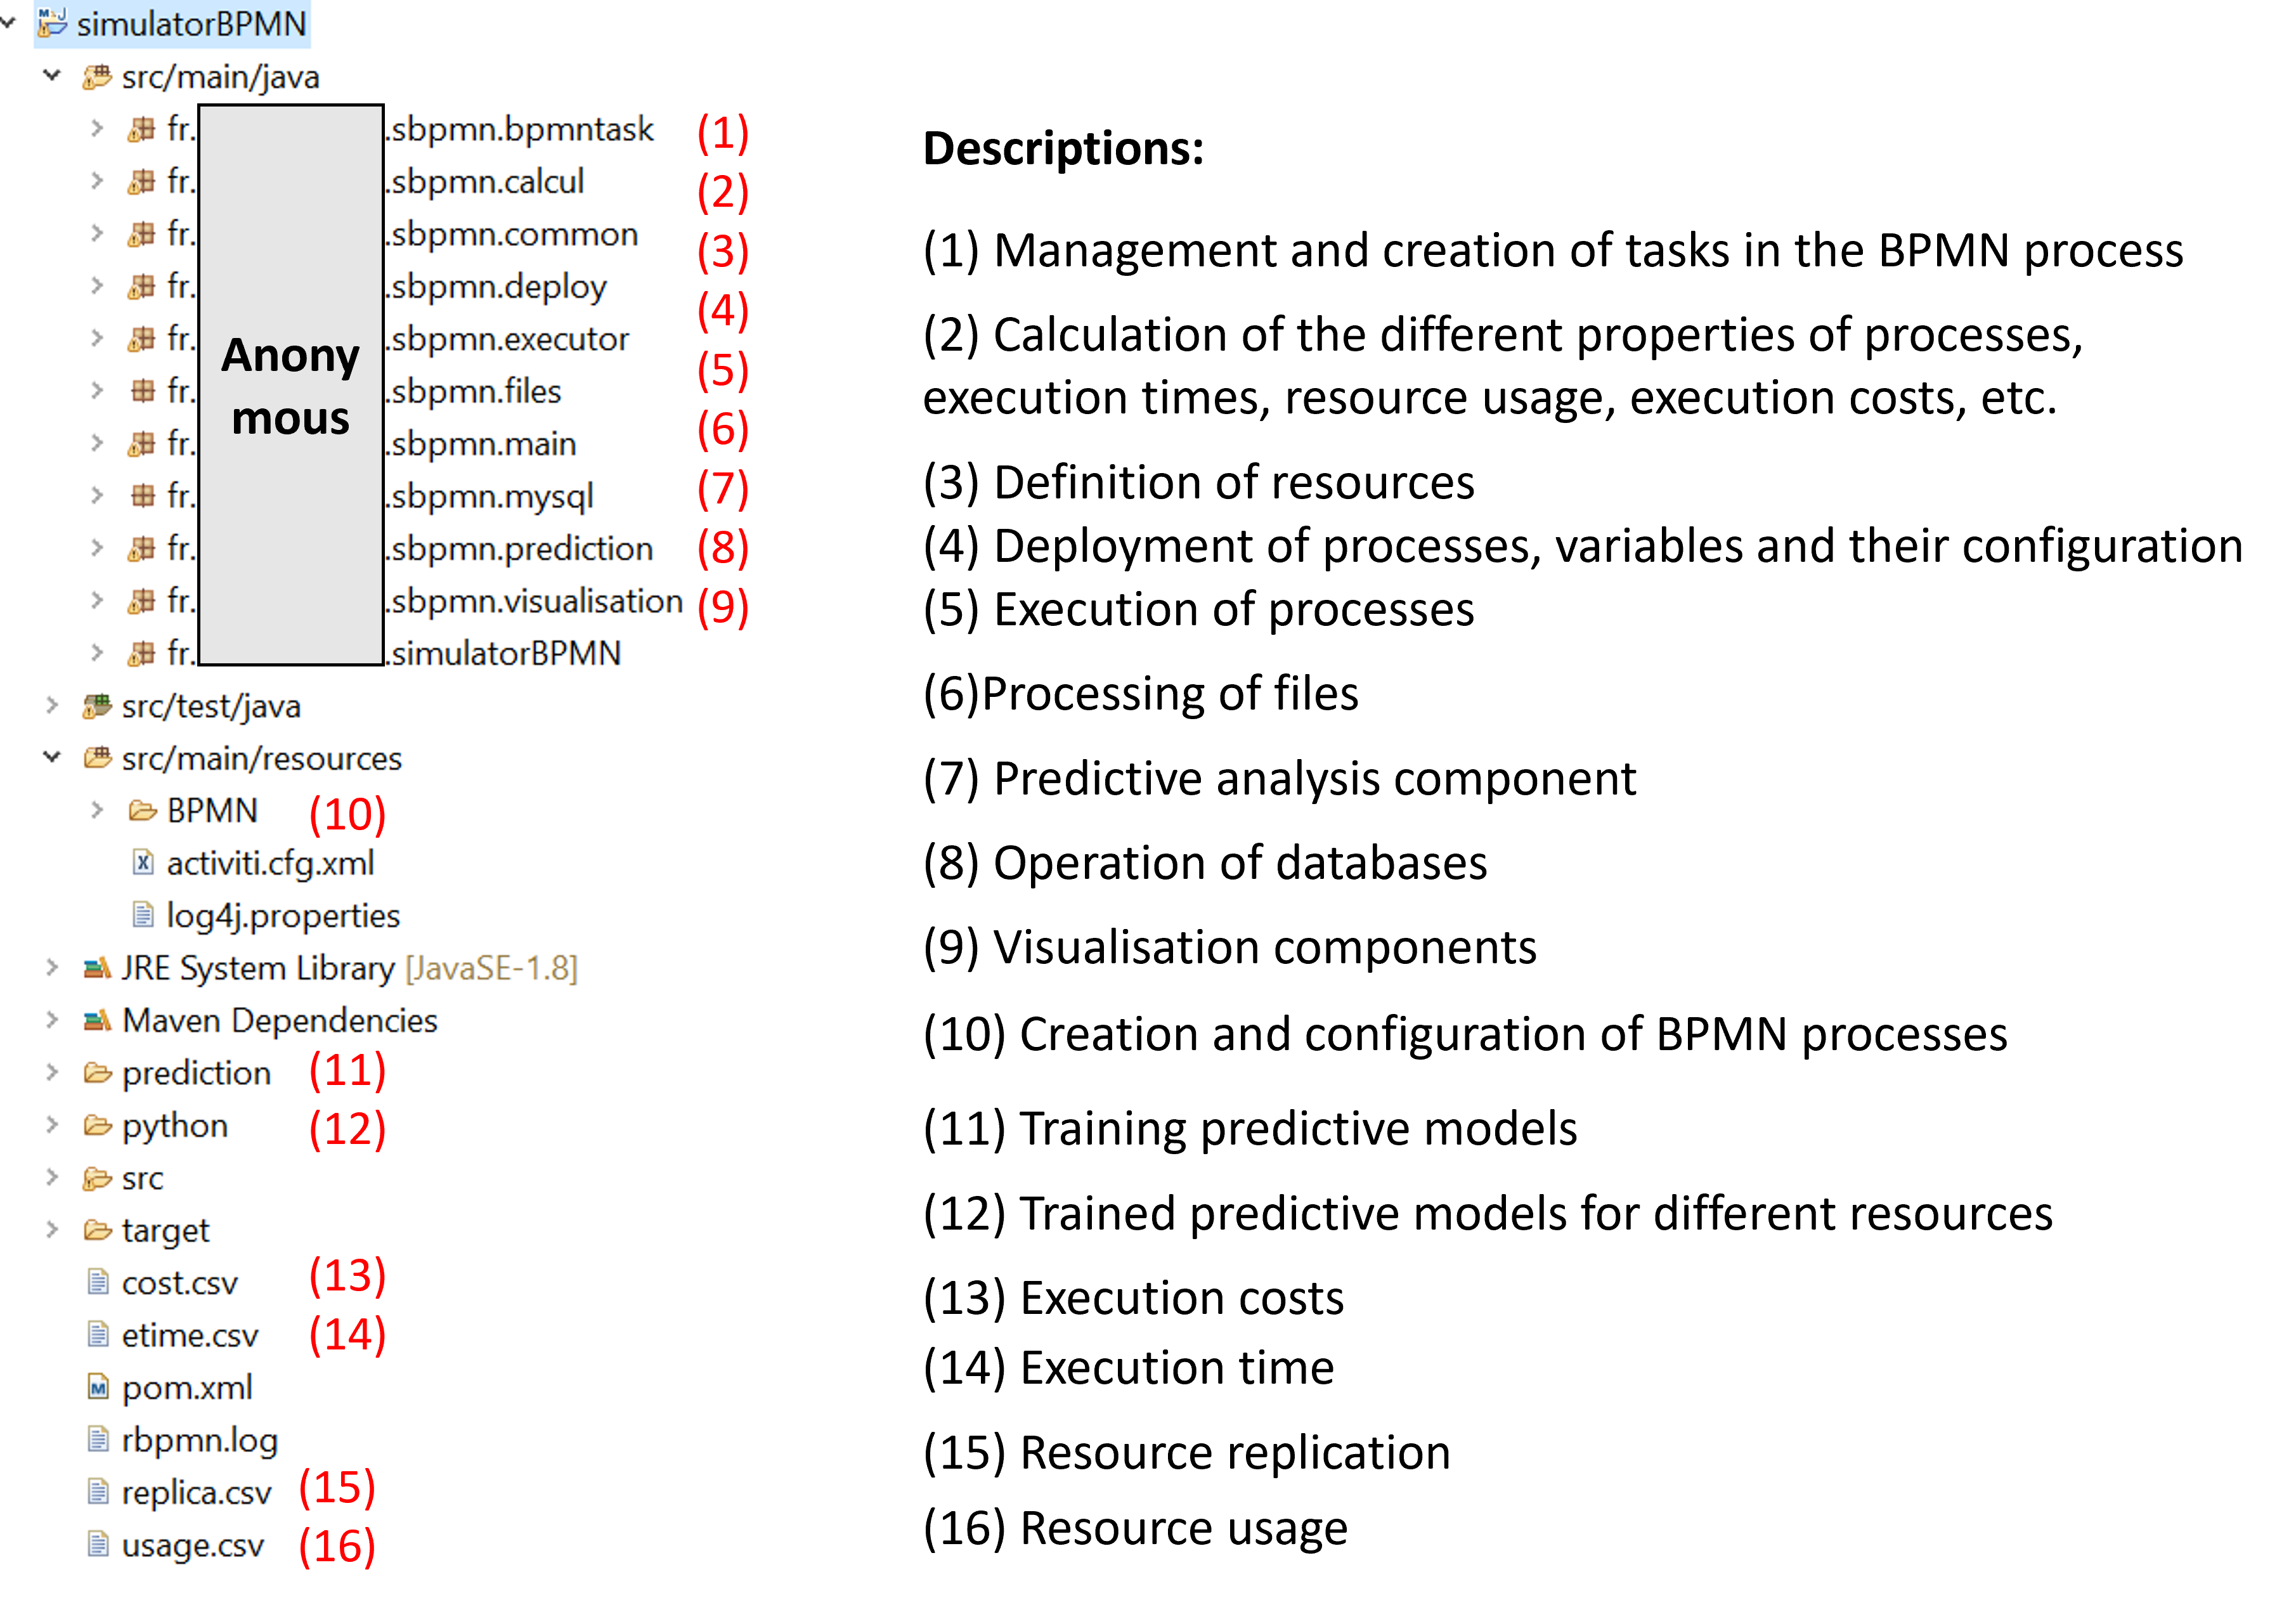 simulatorBPMN
src/main/java
fr. .sbpmn.bpmntask (1)
fr. .sbpmn.calcul (2)
fr. .sbpmn.common (3)
fr. .sbpmn.deploy (4)
fr. .sbpmn.executor (5)
fr. .sbpmn.files (6)
fr. .sbpmn.main
fr. .sbpmn.mysql (7)
fr. .sbpmn.prediction (8)
fr. .sbpmn.visualisation (9)
fr. .simulatorBPMN
Anony
mous
src/test/java
src/main/resources
BPMN (10)
activiti.cfg.xml
log4j.properties
JRE System Library [JavaSE-1.8]
Maven Dependencies
prediction (11)
python (12)
src
target
cost.csv (13)
etime.csv (14)
pom.xml
rbpmn.log
replica.csv (15)
usage.csv (16)
Descriptions:
(1) Management and creation of tasks in the BPMN process
(2) Calculation of the different properties of processes,
execution times, resource usage, execution costs, etc.
(3) Definition of resources
(4) Deployment of processes, variables and their configuration
(5) Execution of processes
(6)Processing of files
(7) Predictive analysis component
(8) Operation of databases
(9) Visualisation components
(10) Creation and configuration of BPMN processes
(11) Training predictive models
(12) Trained predictive models for different resources
(13) Execution costs
(14) Execution time
(15) Resource replication
(16) Resource usage